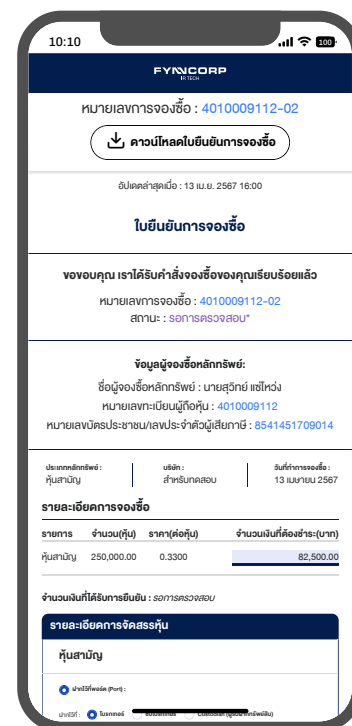 10:10
100
FYNNCORP
IR TECH
หมายเลขการจองซื้อ : 4010009112-02
ดาวน์โหลดใบยืนยันการจองซื้อ
อัปเดตล่าสุดเมื่อ : 13 เม.ย. 2567 16:00
ใบยืนยันการจองซื้อ
ขอขอบคุณ เราได้รับคำสั่งจองซื้อของคุณเรียบร้อยแล้ว
หมายเลขการจองซื้อ : 4010009112-02
สถานะ : รอการตรวจสอบ*
ข้อมูลผู้จองซื้อหลักทรัพย์:
ชื่อผู้จองซื้อหลักทรัพย์ : นายสุวิทย์ แซ่โหว่ง
หมายเลขทะเบียนผู้ถือหุ้น : 4010009112
หมายเลขบัตรประชาชน/เลขประจำตัวผู้เสียภาษี : 8541451709014
ประเภทหลักทรัพย์ : บริษัท : วันที่ทำการจองซื้อ :
หุ้นสามัญ สำหรับทดสอบ 13 เมษายน 2567
รายละเอียดการจองซื้อ
รายการ จำนวน(หุ้น) ราคา(ต่อหุ้น) จำนวนเงินที่ต้องชำระ(บาท)
หุ้นสามัญ 250,000.00 0.3300 82,500.00
จำนวนเงินที่ได้รับการยืนยัน : รอการตรวจสอบ
รายละเอียดการจัดสรรหุ้น
หุ้นสามัญ
ฝากไว้ที่พอร์ต (Port) :
ฝากไว้ที่ : โบรกเกอร์